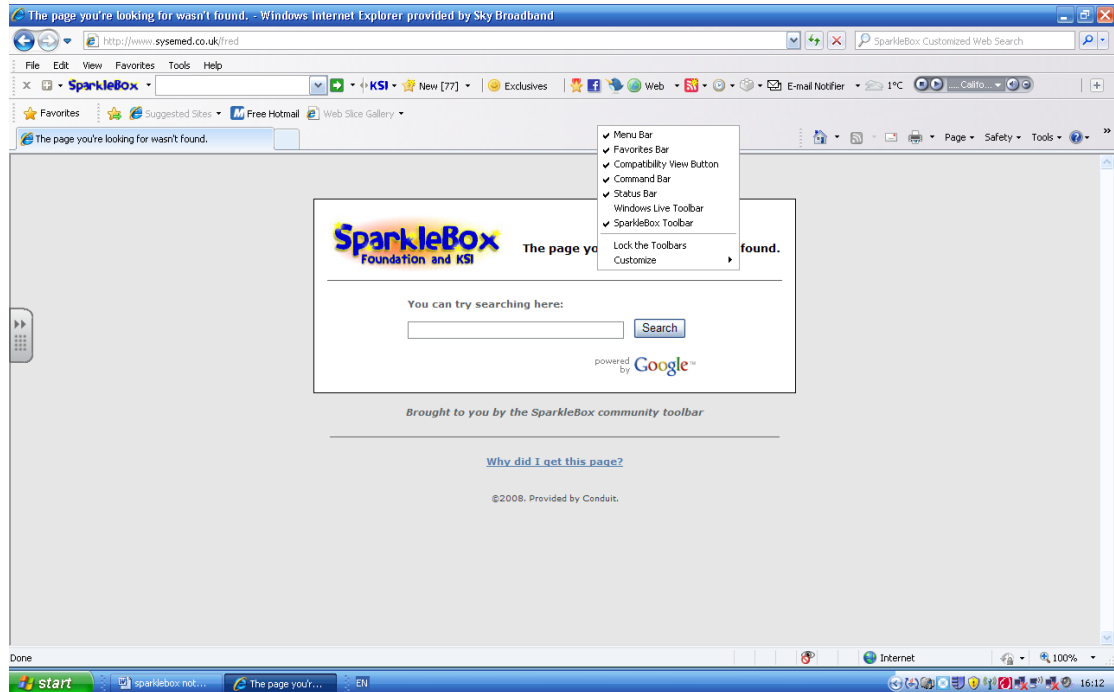 The page you're looking for wasn't found. - Windows Internet Explorer provided by Sky Broadband
http://www.sysemed.co.uk/fred
SparkleBox Customized Web Search
File Edit View Favorites Tools Help
x SparkleBox KSI New [77] Exclusives Web E-mail Notifier 1°C .... Califo...
Favorites Suggested Sites Free Hotmail Web Slice Gallery
The page you're looking for wasn't found.
Page Safety Tools
Menu Bar
Favorites Bar
Compatibility View Button
Command Bar
Status Bar
Windows Live Toolbar
SparkleBox Toolbar
Lock the Toolbars
Customize
SparkleBox
Foundation and KSI
The page yo found.
You can try searching here:
Search
powered by Google™
Brought to you by the SparkleBox community toolbar
Why did I get this page?
©2008. Provided by Conduit.
Done Internet 100%
start sparklebox not... The page you'r... EN 16:12